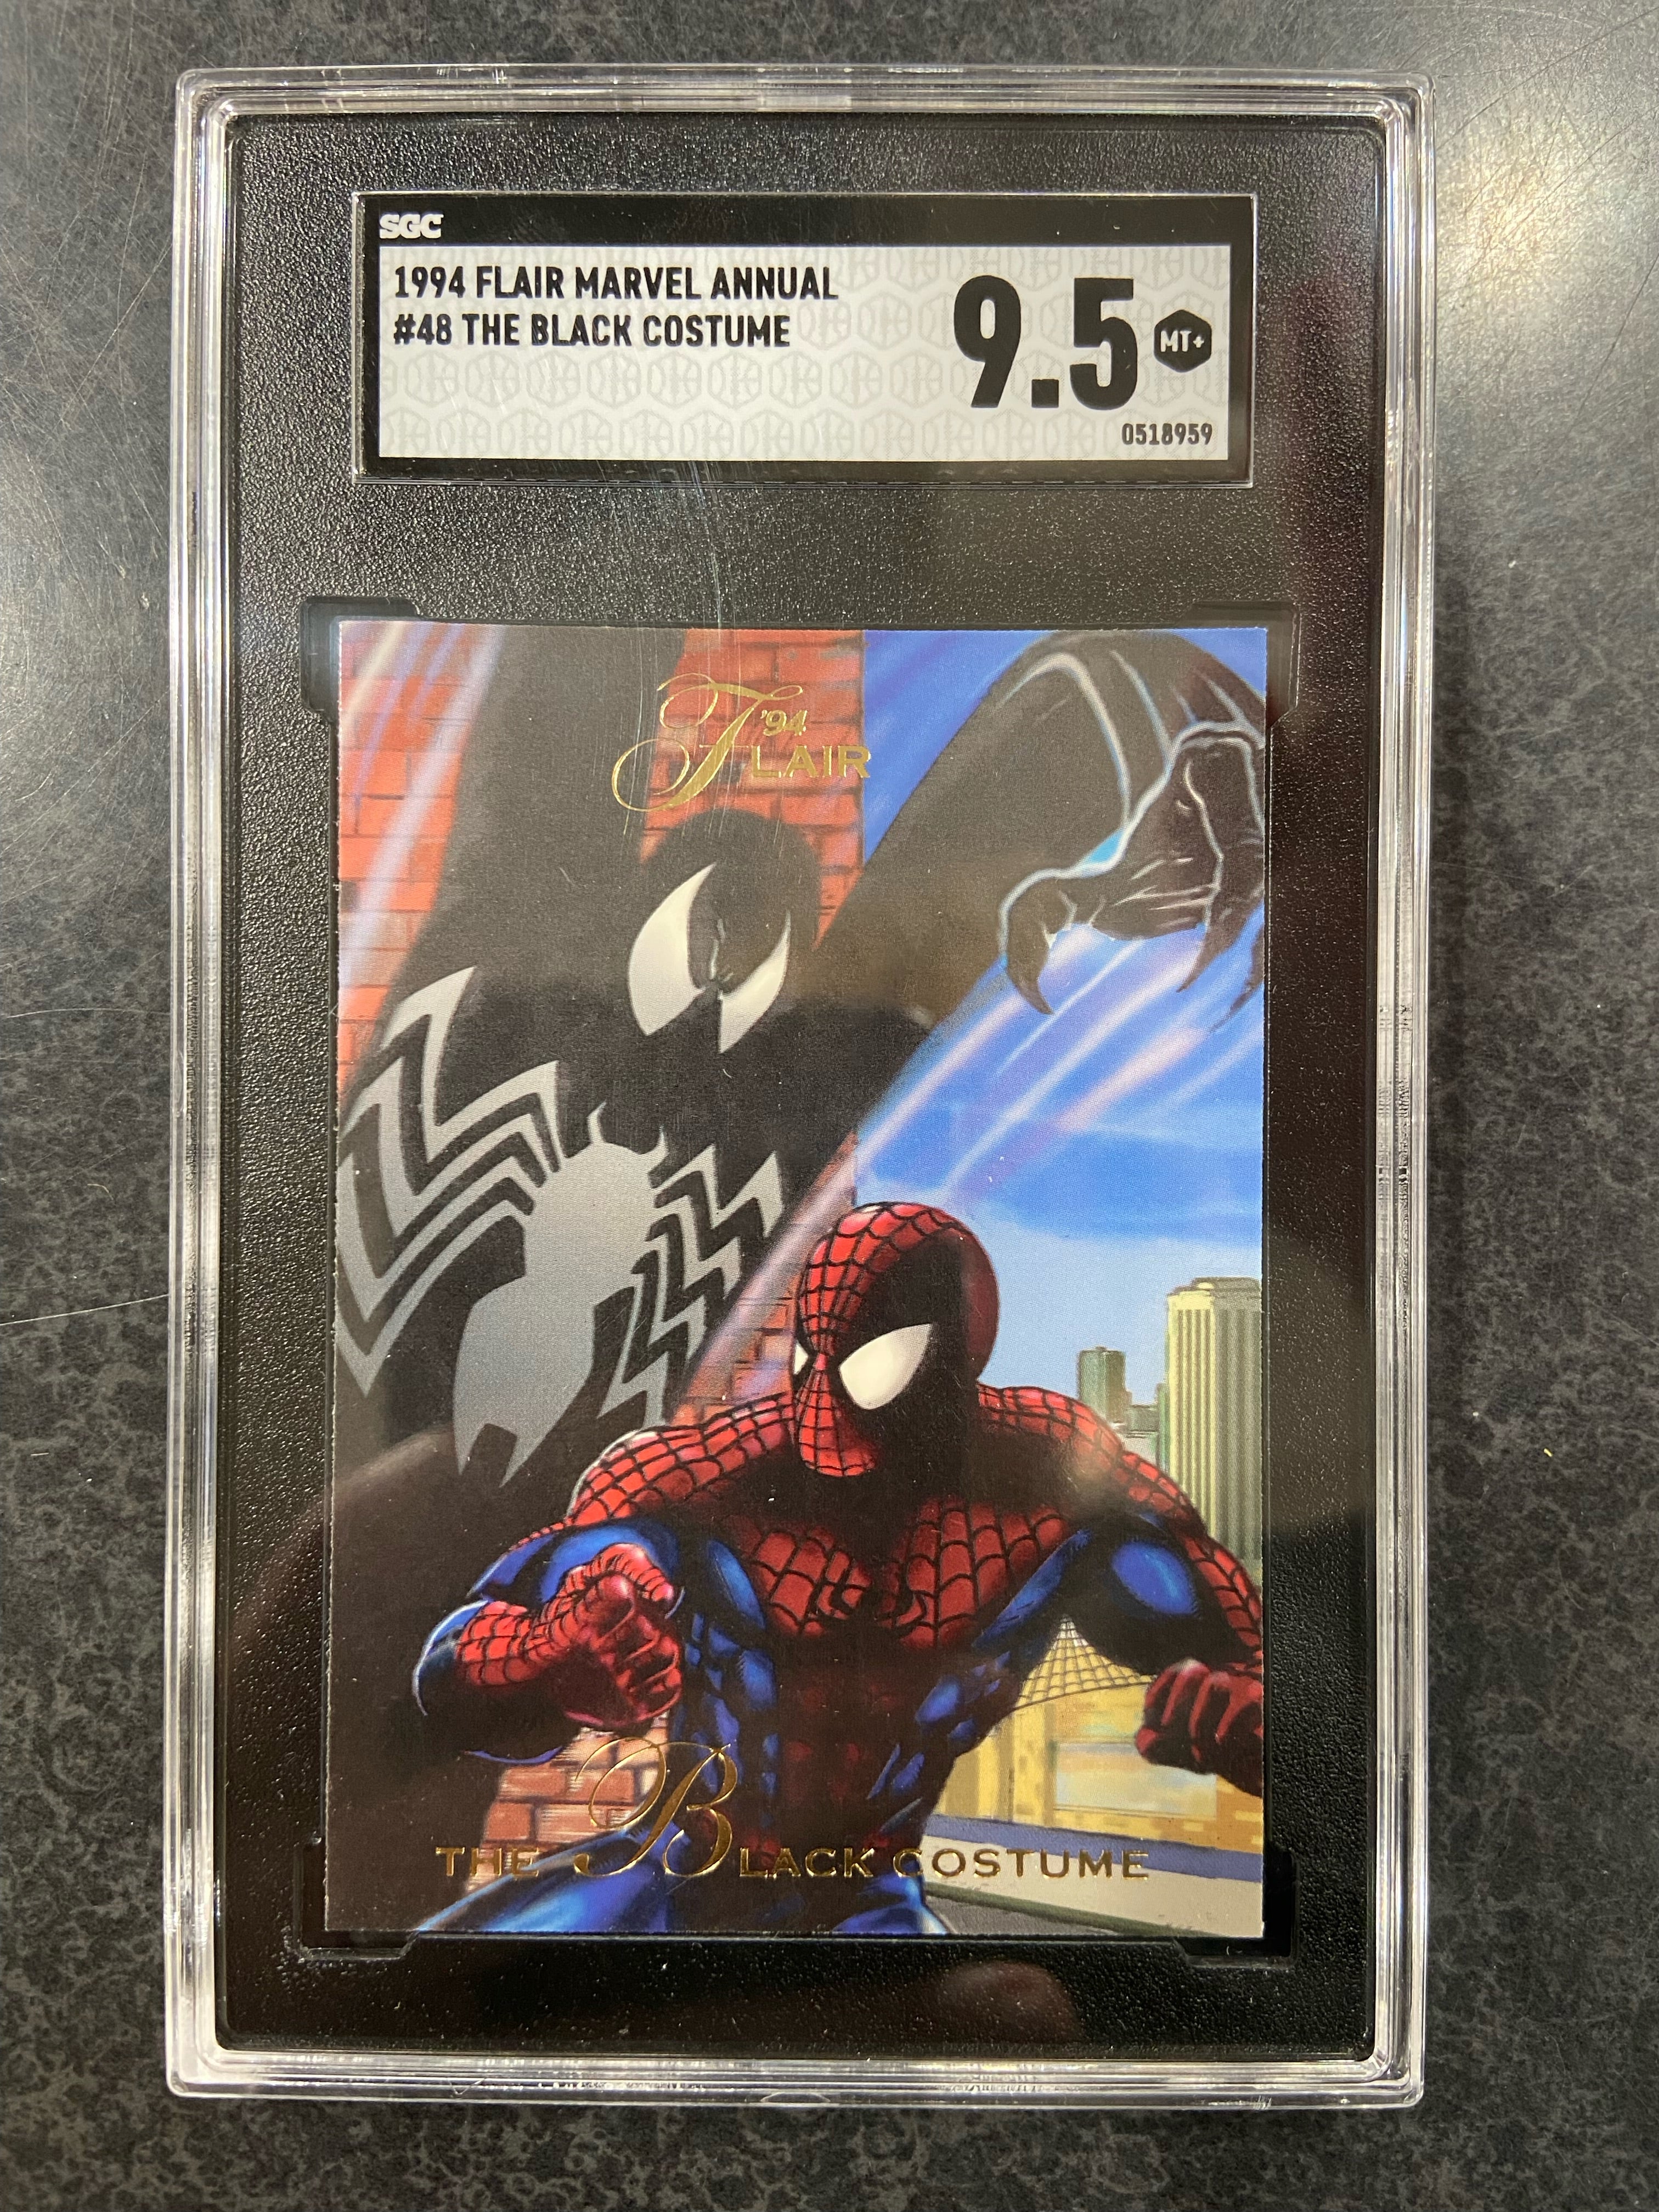 SGC
1994 FLAIR MARVEL ANNUAL
#48 THE BLACK COSTUME
9.5 MT+
0518959
'94
FLAIR
THE BLACK COSTUME